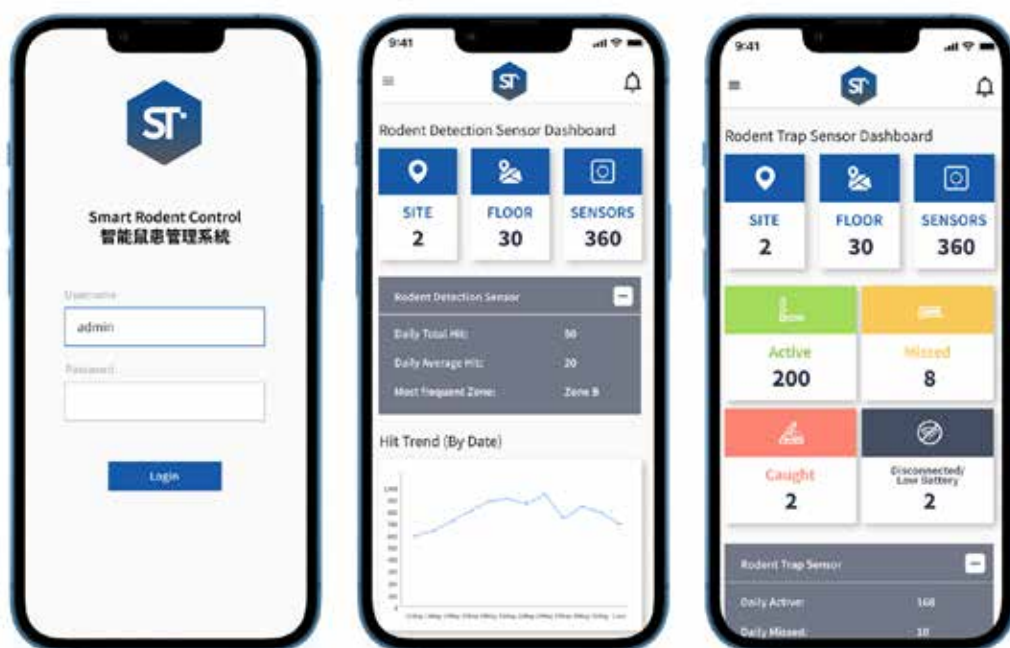 ST
Smart Rodent Control
智能鼠患管理系統
Username
admin
Password
Login
9:41
ST
Rodent Detection Sensor Dashboard
SITE
2
FLOOR
30
SENSORS
360
Rodent Detection Sensor
Daily Total Hit: 50
Daily Average Hit: 20
Most frequent Zone: Zone B
Hit Trend (By Date)
9:41
ST
Rodent Trap Sensor Dashboard
SITE
2
FLOOR
30
SENSORS
360
Active
200
Missed
8
Caught
2
Disconnected/
Low Battery
2
Rodent Trap Sensor
Daily Active: 168
Daily Missed: 10